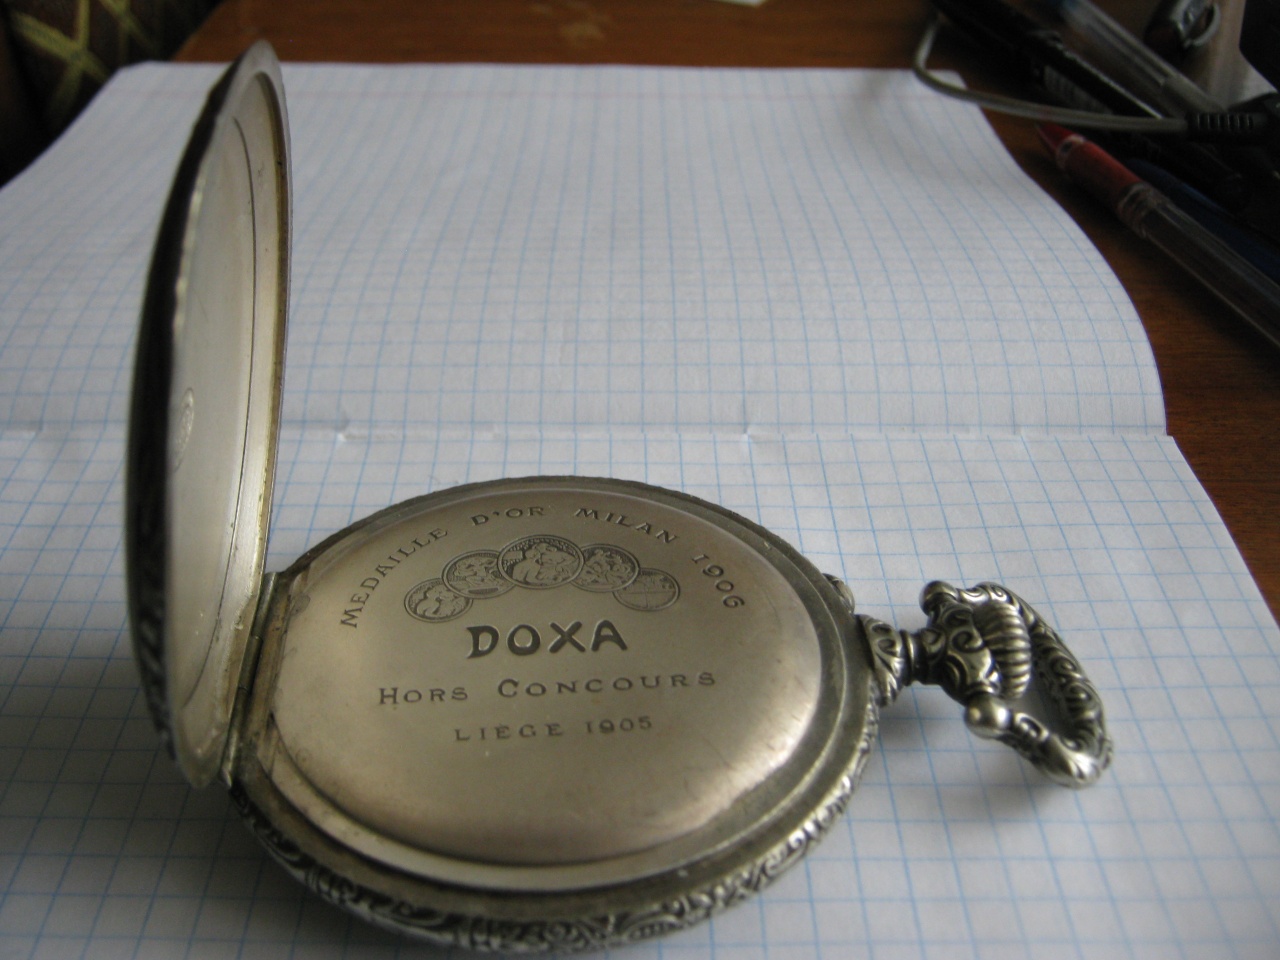 MEDAILLE D'OR MILAN 1906
DOXA
HORS CONCOURS
LIEGE 1905